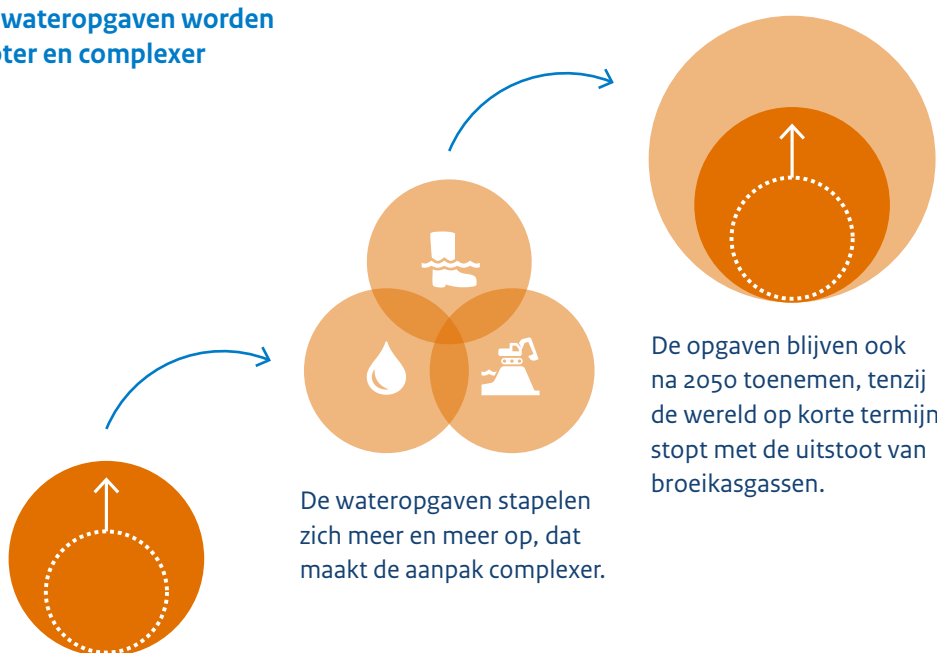 wateropgaven worden
ter en complexer
De opgaven blijven ook
na 2050 toenemen, tenzij
de wereld op korte termijn
stopt met de uitstoot van
broeikasgassen.
De wateropgaven stapelen
zich meer en meer op, dat
maakt de aanpak complexer.